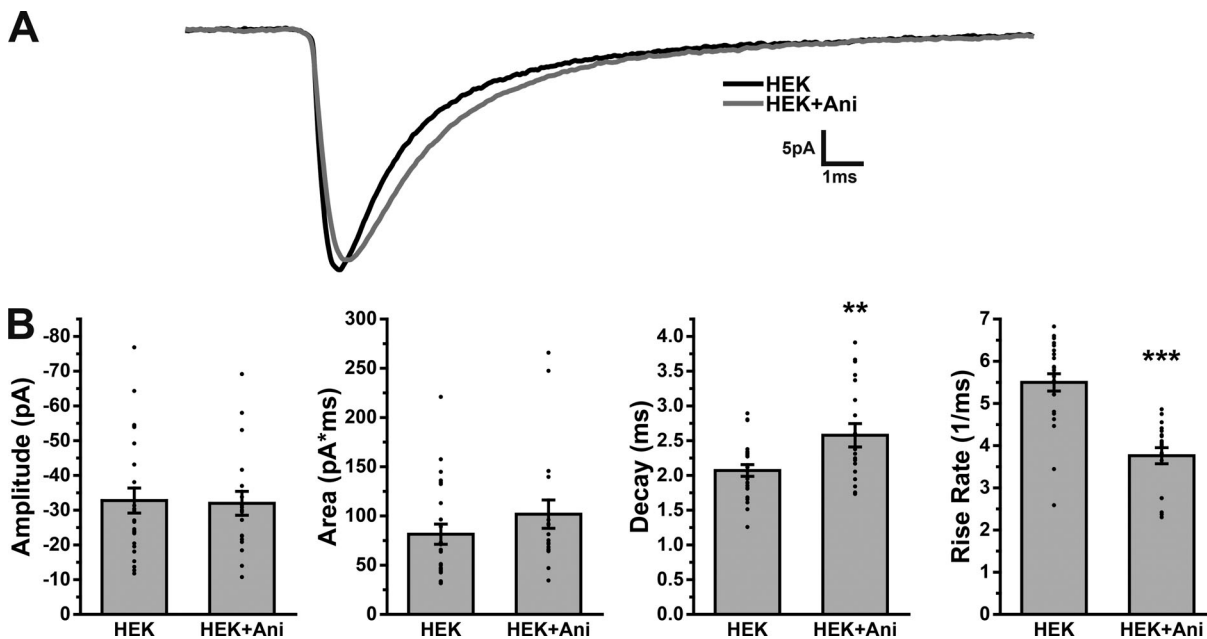 A
HEK
HEK+Ani
5pA
1ms
B
Amplitude (pA)
-80
-70
-60
-50
-40
-30
-20
-10
0
HEK
HEK+Ani
Area (pA*ms)
300
250
200
150
100
50
0
HEK
HEK+Ani
Decay (ms)
4.0
3.5
3.0
2.5
2.0
1.5
1.0
0.5
0.0
**
HEK
HEK+Ani
Rise Rate (1/ms)
7
6
5
4
3
2
1
0
***
HEK
HEK+Ani